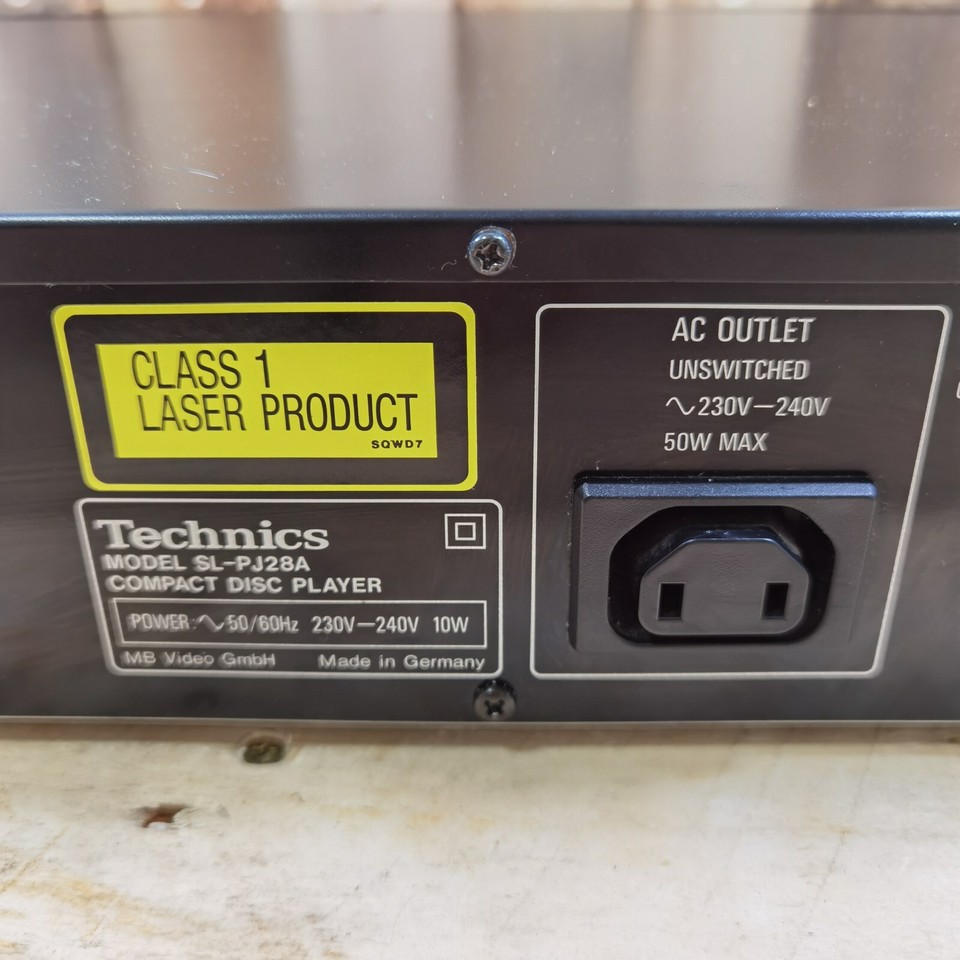 CLASS 1
LASER PRODUCT
SQWD7
Technics
MODEL SL-PJ28A
COMPACT DISC PLAYER
POWER: ∿50/60Hz 230V—240V 10W
MB Video GmbH Made in Germany
AC OUTLET
UNSWITCHED
∿230V—240V
50W MAX